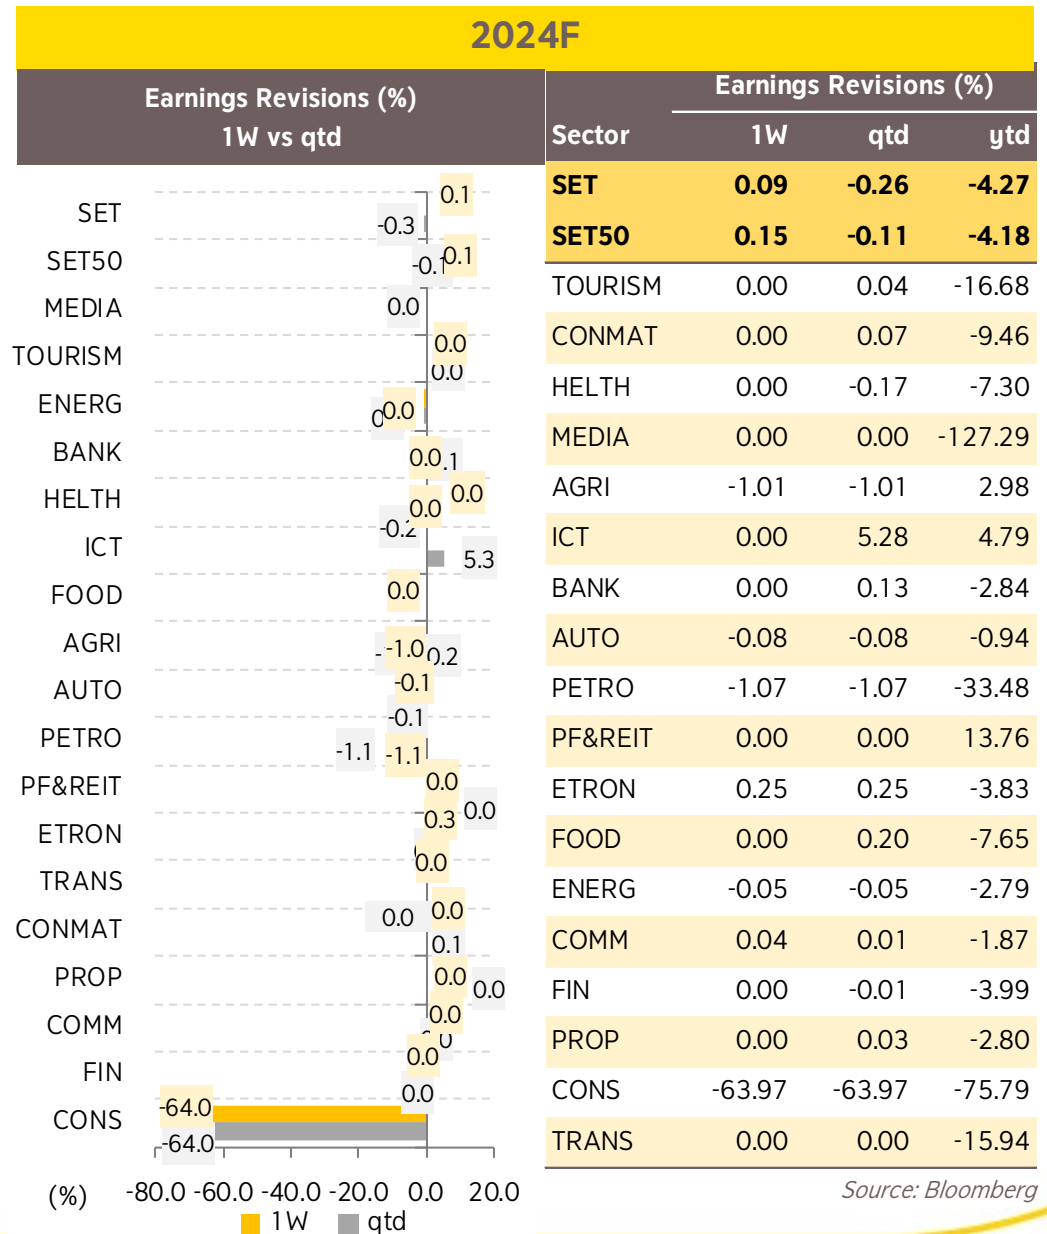 2024F
Earnings Revisions (%)
1W vs qtd
SET 0.1
-0.3
SET50 0.1
-0.1
MEDIA 0.0
TOURISM 0.0
0.0
ENERG 0.0
BANK 0.0 .1
HELTH 0.0
0.0
-0.2
ICT 5.3
FOOD 0.0
AGRI -1.0 0.2
AUTO -0.1
-0.1
PETRO -1.1 -1.1
PF&REIT 0.0
0.0
ETRON 0.3
TRANS 0.0
CONMAT 0.0 0.0
0.1
PROP 0.0 0.0
COMM 0.0
FIN 0.0
0.0
CONS -64.0
-64.0
(%) -80.0 -60.0 -40.0 -20.0 0.0 20.0
1W qtd
Earnings Revisions (%)
Sector 1W qtd ytd
SET 0.09 -0.26 -4.27
SET50 0.15 -0.11 -4.18
TOURISM 0.00 0.04 -16.68
CONMAT 0.00 0.07 -9.46
HELTH 0.00 -0.17 -7.30
MEDIA 0.00 0.00 -127.29
AGRI -1.01 -1.01 2.98
ICT 0.00 5.28 4.79
BANK 0.00 0.13 -2.84
AUTO -0.08 -0.08 -0.94
PETRO -1.07 -1.07 -33.48
PF&REIT 0.00 0.00 13.76
ETRON 0.25 0.25 -3.83
FOOD 0.00 0.20 -7.65
ENERG -0.05 -0.05 -2.79
COMM 0.04 0.01 -1.87
FIN 0.00 -0.01 -3.99
PROP 0.00 0.03 -2.80
CONS -63.97 -63.97 -75.79
TRANS 0.00 0.00 -15.94
Source: Bloomberg